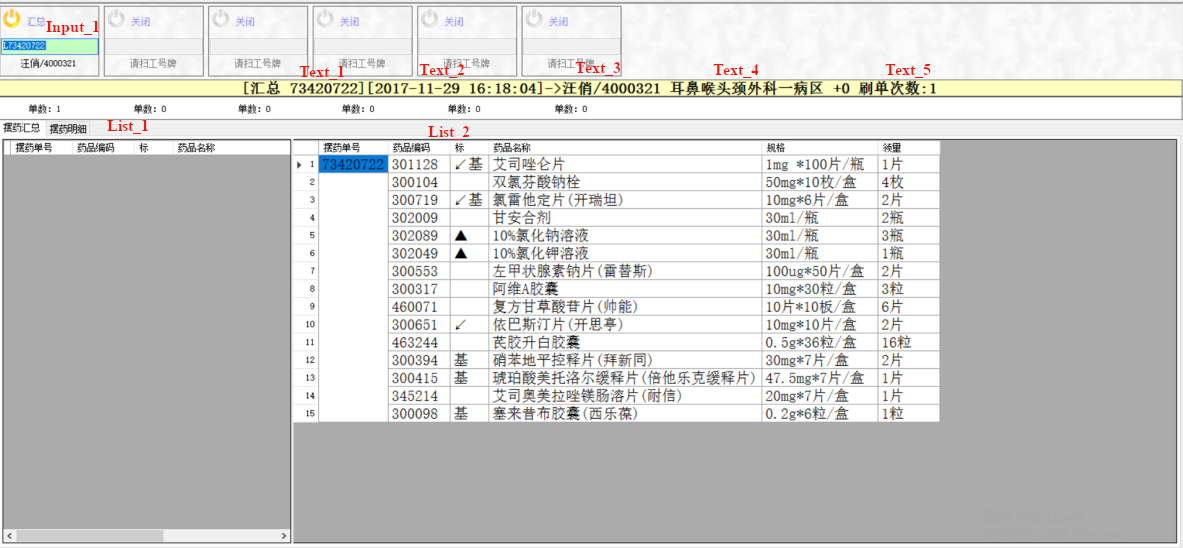 汇总 关闭 关闭 关闭 关闭 关闭
Input_1
L73420722
汪俏/4000321 请扫工号牌 请扫工号牌 请扫工号牌 请扫工号牌 请扫工号牌
Text_1 Text_2 Text_3 Text_4 Text_5
[汇总 73420722][2017-11-29 16:18:04]->汪俏/4000321 耳鼻喉头颈外科一病区 +0 刷单次数:1
单数: 1 单数: 0 单数: 0 单数: 0 单数: 0 单数: 0
摆药汇总 摆药明细 List_1 List_2
摆药单号 药品编码 标 药品名称 摆药单号 药品编码 标 药品名称 规格 领量
1 73420722 301128 ↙基 艾司唑仑片 1mg *100片/瓶 1片
2 300104 双氯芬酸钠栓 50mg*10枚/盒 4枚
3 300719 ↙基 氯雷他定片(开瑞坦) 10mg*6片/盒 2片
4 302009 甘安合剂 30ml/瓶 2瓶
5 302089 ▲ 10%氯化钠溶液 30ml/瓶 3瓶
6 302049 ▲ 10%氯化钾溶液 30ml/瓶 1瓶
7 300553 左甲状腺素钠片(雷替斯) 100ug*50片/盒 2片
8 300317 阿维A胶囊 10mg*30粒/盒 3粒
9 460071 复方甘草酸苷片(帅能) 10片*10板/盒 6片
10 300651 ↙ 依巴斯汀片(开思亭) 10mg*10片/盒 2片
11 463244 芪胶升白胶囊 0.5g*36粒/盒 16粒
12 300394 基 硝苯地平控释片(拜新同) 30mg*7片/盒 2片
13 300415 基 琥珀酸美托洛尔缓释片(倍他乐克缓释片) 47.5mg*7片/盒 1片
14 345214 艾司奥美拉唑镁肠溶片(耐信) 20mg*7片/盒 1片
15 300098 基 塞来昔布胶囊(西乐葆) 0.2g*6粒/盒 1粒